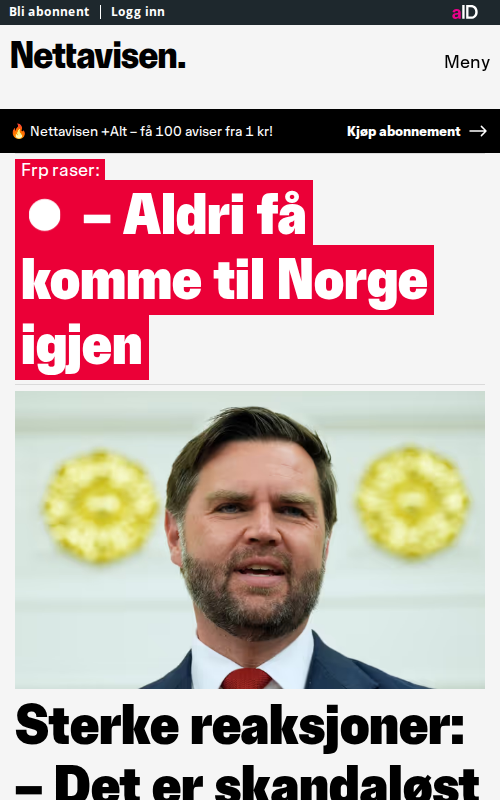 Bli abonnent | Logg inn
aID
Nettavisen.
Meny
🔥 Nettavisen +Alt – få 100 aviser fra 1 kr!
Kjøp abonnement →
Frp raser:
– Aldri få
komme til Norge
igjen
Sterke reaksjoner:
– Det er skandaløst